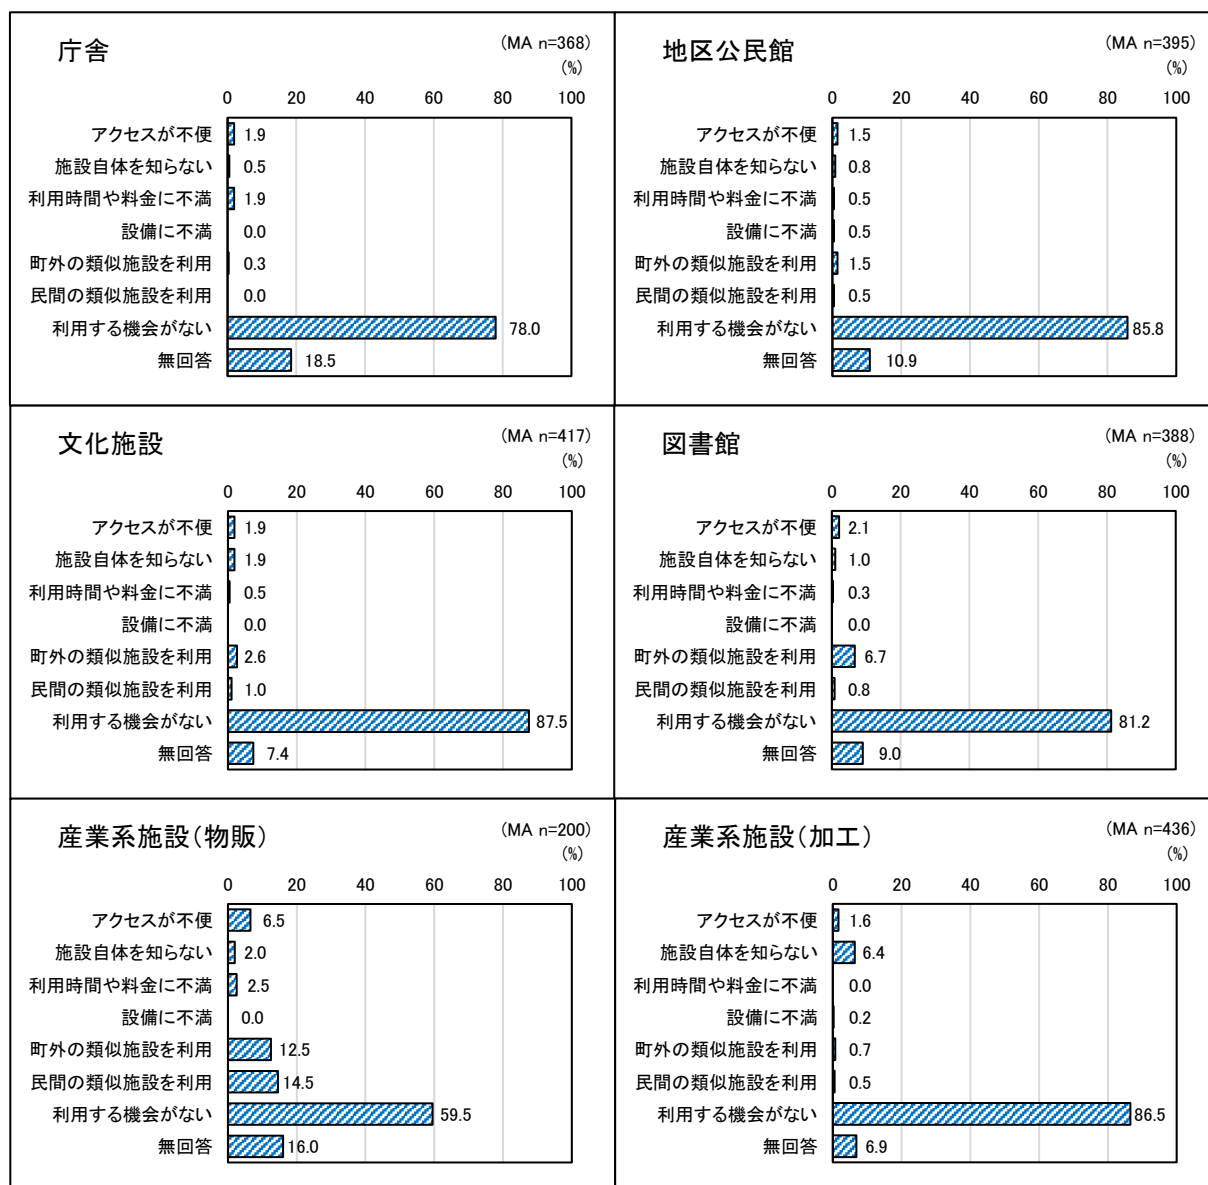 庁舎
(MA n=368)
(%)
0 20 40 60 80 100
アクセスが不便 1.9
施設自体を知らない 0.5
利用時間や料金に不満 1.9
設備に不満 0.0
町外の類似施設を利用 0.3
民間の類似施設を利用 0.0
利用する機会がない 78.0
無回答 18.5
地区公民館
(MA n=395)
(%)
0 20 40 60 80 100
アクセスが不便 1.5
施設自体を知らない 0.8
利用時間や料金に不満 0.5
設備に不満 0.5
町外の類似施設を利用 1.5
民間の類似施設を利用 0.5
利用する機会がない 85.8
無回答 10.9
文化施設
(MA n=417)
(%)
0 20 40 60 80 100
アクセスが不便 1.9
施設自体を知らない 1.9
利用時間や料金に不満 0.5
設備に不満 0.0
町外の類似施設を利用 2.6
民間の類似施設を利用 1.0
利用する機会がない 87.5
無回答 7.4
図書館
(MA n=388)
(%)
0 20 40 60 80 100
アクセスが不便 2.1
施設自体を知らない 1.0
利用時間や料金に不満 0.3
設備に不満 0.0
町外の類似施設を利用 6.7
民間の類似施設を利用 0.8
利用する機会がない 81.2
無回答 9.0
産業系施設(物販)
(MA n=200)
(%)
0 20 40 60 80 100
アクセスが不便 6.5
施設自体を知らない 2.0
利用時間や料金に不満 2.5
設備に不満 0.0
町外の類似施設を利用 12.5
民間の類似施設を利用 14.5
利用する機会がない 59.5
無回答 16.0
産業系施設(加工)
(MA n=436)
(%)
0 20 40 60 80 100
アクセスが不便 1.6
施設自体を知らない 6.4
利用時間や料金に不満 0.0
設備に不満 0.2
町外の類似施設を利用 0.7
民間の類似施設を利用 0.5
利用する機会がない 86.5
無回答 6.9